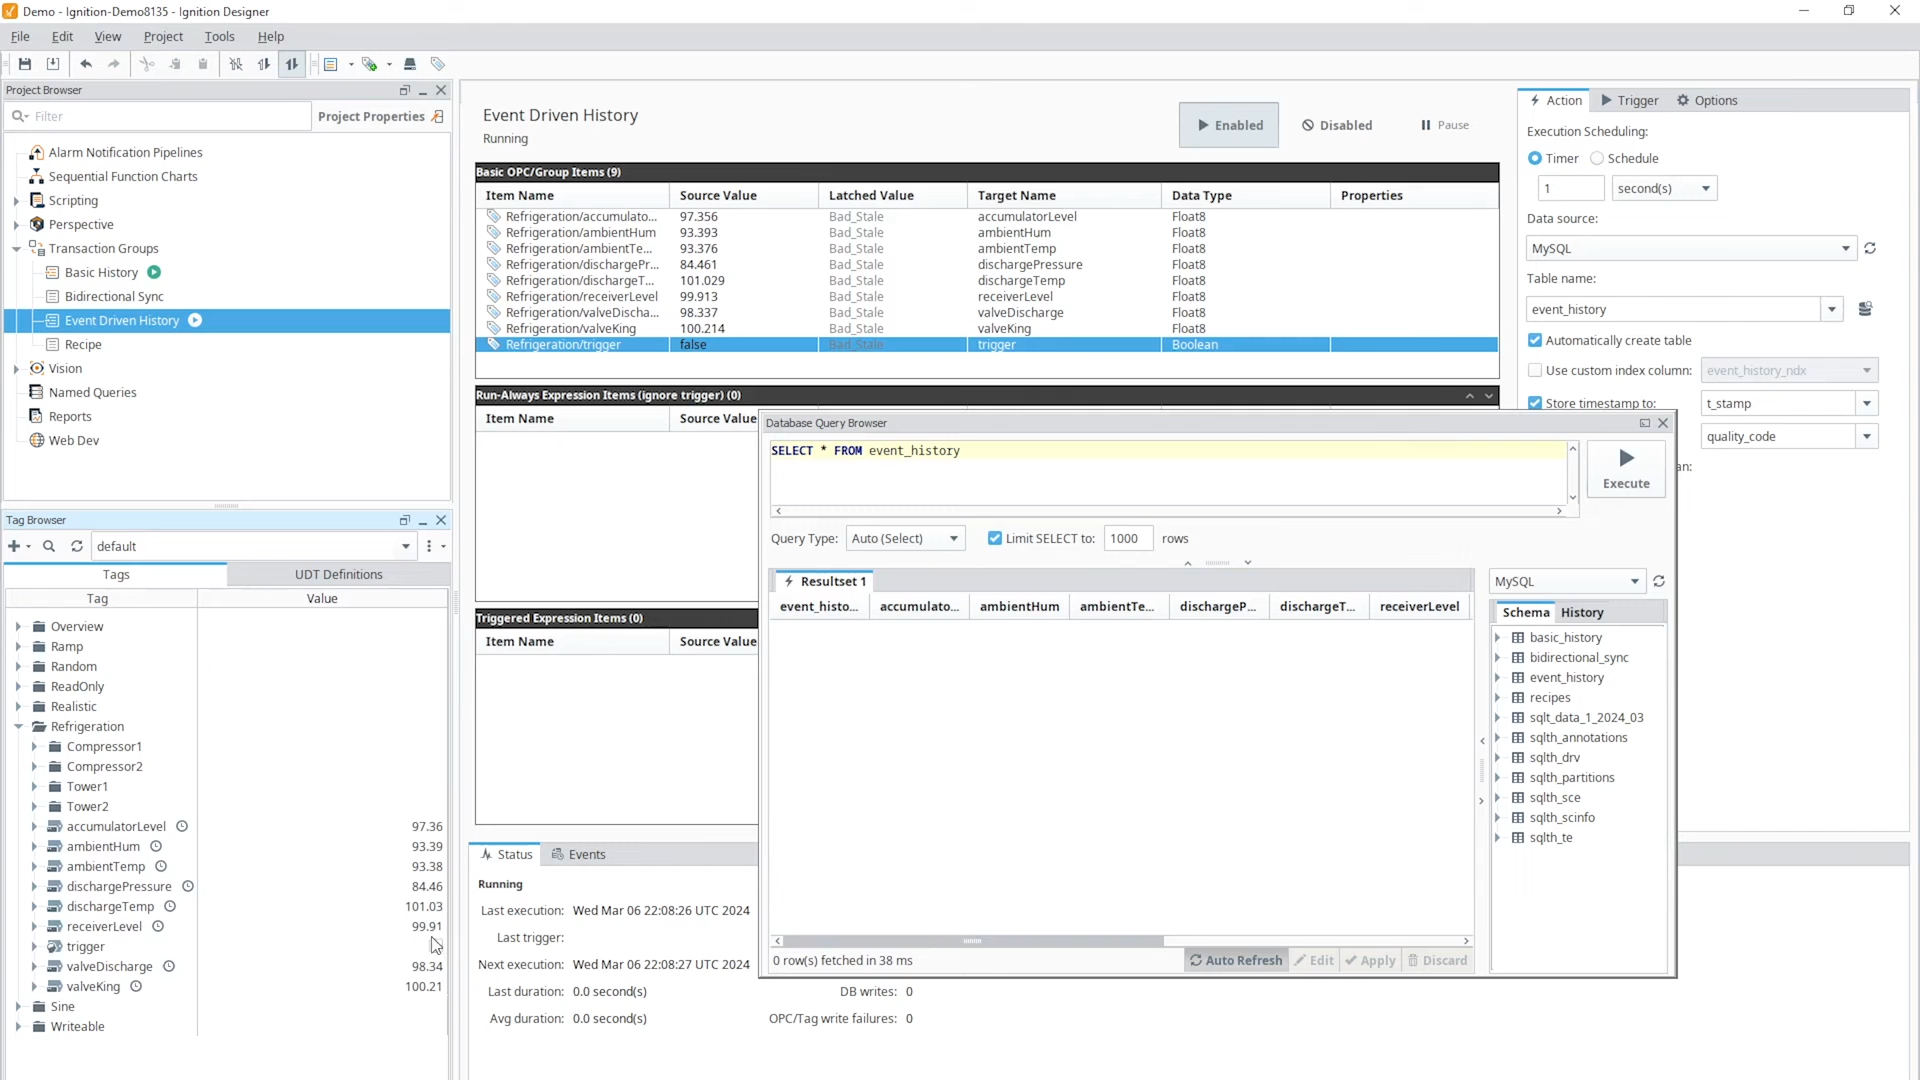 Demo - Ignition-Demo8135 - Ignition Designer
File Edit View Project Tools Help
Project Browser
Filter
Project Properties
Alarm Notification Pipelines
Sequential Function Charts
Scripting
Perspective
Transaction Groups
Basic History
Bidirectional Sync
Event Driven History
Recipe
Vision
Named Queries
Reports
Web Dev
Tag Browser
default
Tags UDT Definitions
Tag Value
Overview
Ramp
Random
ReadOnly
Realistic
Refrigeration
Compressor1
Compressor2
Tower1
Tower2
accumulatorLevel 97.36
ambientHum 93.39
ambientTemp 93.38
dischargePressure 84.46
dischargeTemp 101.03
receiverLevel 99.91
trigger
valveDischarge 98.34
valveKing 100.21
Sine
Writeable
Event Driven History
Running
Enabled Disabled Pause
Basic OPC/Group Items (9)
Item Name Source Value Latched Value Target Name Data Type Properties
Refrigeration/accumulato... 97.356 Bad_Stale accumulatorLevel Float8
Refrigeration/ambientHum 93.393 Bad_Stale ambientHum Float8
Refrigeration/ambientTe... 93.376 Bad_Stale ambientTemp Float8
Refrigeration/dischargePr... 84.461 Bad_Stale dischargePressure Float8
Refrigeration/dischargeT... 101.029 Bad_Stale dischargeTemp Float8
Refrigeration/receiverLevel 99.913 Bad_Stale receiverLevel Float8
Refrigeration/valveDischa... 98.337 Bad_Stale valveDischarge Float8
Refrigeration/valveKing 100.214 Bad_Stale valveKing Float8
Refrigeration/trigger false Bad_Stale trigger Boolean
Run-Always Expression Items (ignore trigger) (0)
Item Name Source Value
Triggered Expression Items (0)
Item Name Source Value
Status Events
Running
Last execution: Wed Mar 06 22:08:26 UTC 2024
Last trigger:
Next execution: Wed Mar 06 22:08:27 UTC 2024
Last duration: 0.0 second(s) DB writes: 0
Avg duration: 0.0 second(s) OPC/Tag write failures: 0
Database Query Browser
SELECT * FROM event_history
Execute
Query Type: Auto (Select) Limit SELECT to: 1000 rows
Resultset 1
event_histo... accumulato... ambientHum ambientTe... dischargeP... dischargeT... receiverLevel
0 row(s) fetched in 38 ms
Auto Refresh Edit Apply Discard
MySQL
Schema History
basic_history
bidirectional_sync
event_history
recipes
sqlt_data_1_2024_03
sqlth_annotations
sqlth_drv
sqlth_partitions
sqlth_sce
sqlth_scinfo
sqlth_te
Action Trigger Options
Execution Scheduling:
Timer Schedule
1 second(s)
Data source:
MySQL
Table name:
event_history
Automatically create table
Use custom index column: event_history_ndx
Store timestamp to: t_stamp
quality_code
an: